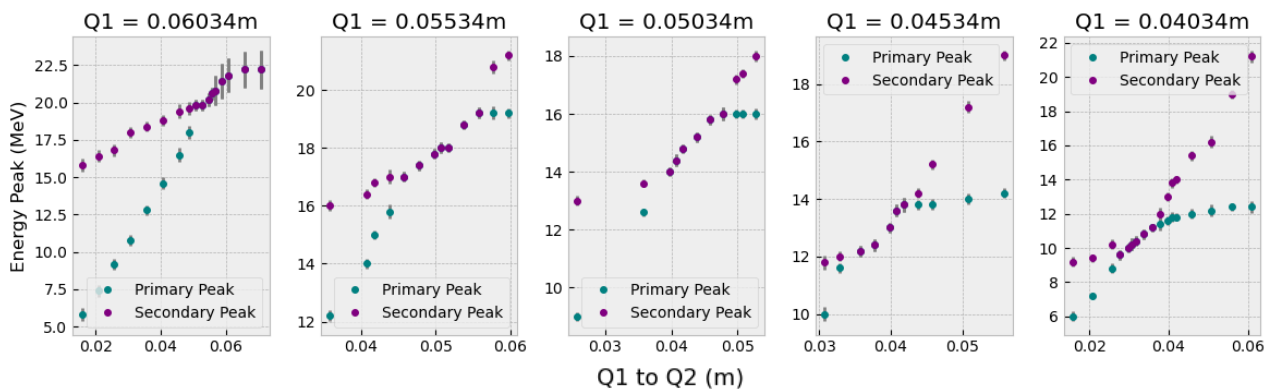 Q1 = 0.06034m
Q1 = 0.05534m
Q1 = 0.05034m
Q1 = 0.04534m
Q1 = 0.04034m
Energy Peak (MeV)
22.5
20.0
17.5
15.0
12.5
10.0
7.5
5.0
Primary Peak
Secondary Peak
0.02
0.04
0.06
20
18
16
14
12
Primary Peak
Secondary Peak
0.04
0.05
0.06
18
16
14
12
10
Primary Peak
Secondary Peak
0.03
0.04
0.05
Primary Peak
Secondary Peak
18
16
14
12
10
0.03
0.04
0.05
Primary Peak
Secondary Peak
22
20
18
16
14
12
10
8
6
0.02
0.04
0.06
Q1 to Q2 (m)